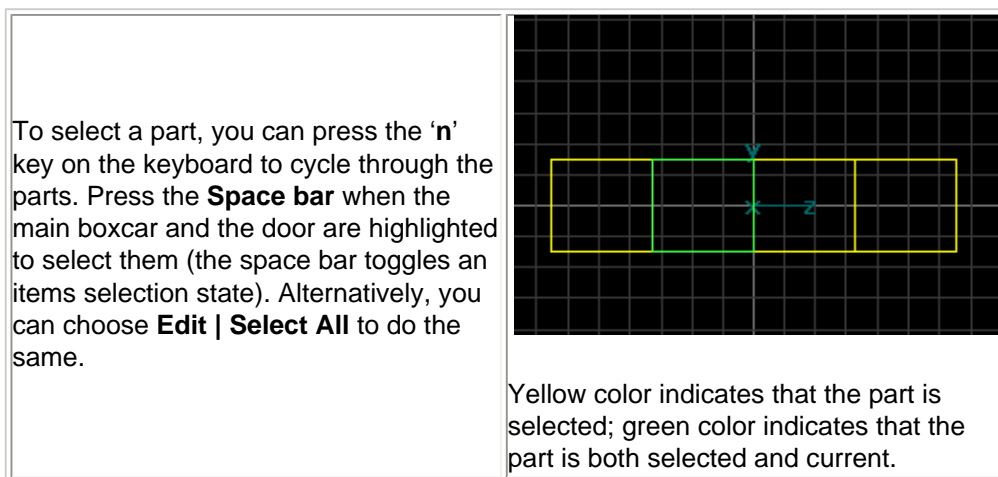 To select a part, you can press the ‘n’
key on the keyboard to cycle through the
parts. Press the Space bar when the
main boxcar and the door are highlighted
to select them (the space bar toggles an
items selection state). Alternatively, you
can choose Edit | Select All to do the
same.
Y
X Z
Yellow color indicates that the part is
selected; green color indicates that the
part is both selected and current.